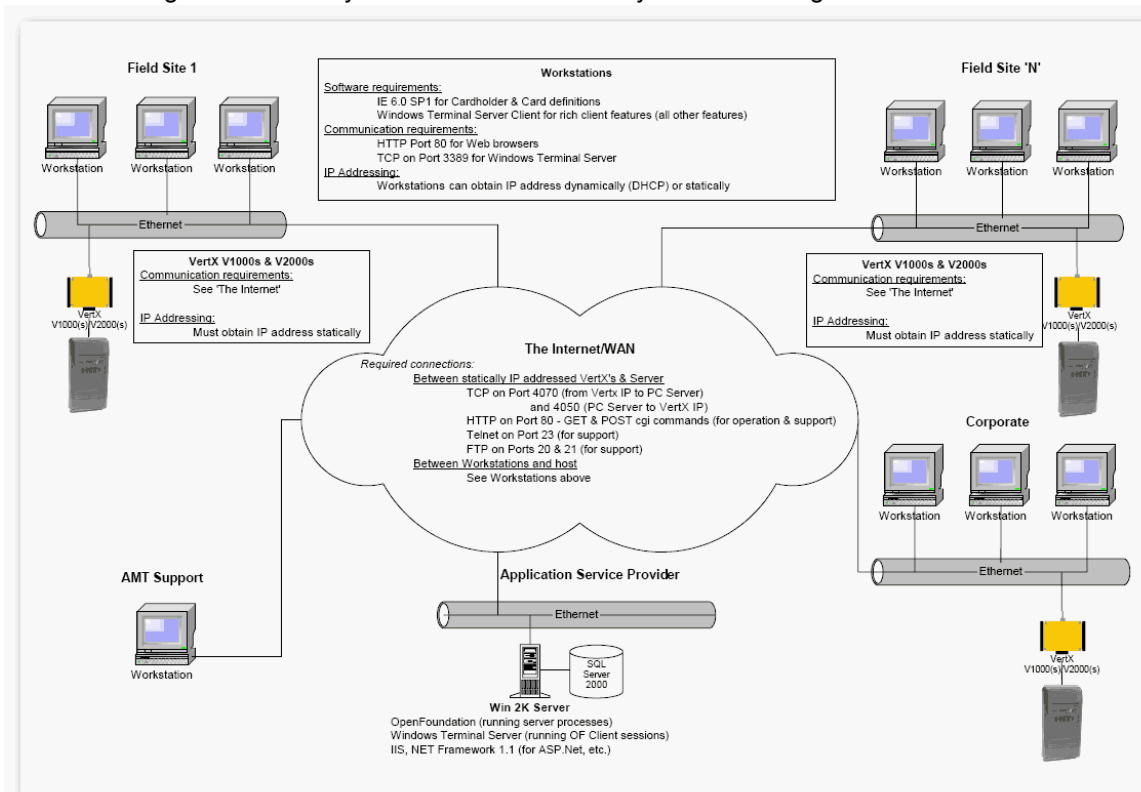 Field Site 1
Workstation
Workstation
Workstation
Ethernet
VertX
V1000(s)/V2000(s)
VertX V1000s & V2000s
Communication requirements:
See 'The Internet'
IP Addressing:
Must obtain IP address statically
Workstations
Software requirements:
IE 6.0 SP1 for Cardholder & Card definitions
Windows Terminal Server Client for rich client features (all other features)
Communication requirements:
HTTP Port 80 for Web browsers
TCP on Port 3389 for Windows Terminal Server
IP Addressing:
Workstations can obtain IP address dynamically (DHCP) or statically
Field Site 'N'
Workstation
Workstation
Workstation
Ethernet
VertX V1000s & V2000s
Communication requirements:
See 'The Internet'
IP Addressing:
Must obtain IP address statically
VertX
V1000(s)/V2000(s)
The Internet/WAN
Required connections:
Between statically IP addressed VertX's & Server
TCP on Port 4070 (from Vertx IP to PC Server)
and 4050 (PC Server to VertX IP)
HTTP on Port 80 - GET & POST cgi commands (for operation & support)
Telnet on Port 23 (for support)
FTP on Ports 20 & 21 (for support)
Between Workstations and host
See Workstations above
Corporate
Workstation
Workstation
Workstation
Ethernet
VertX
V1000(s)/V2000(s)
AMT Support
Workstation
Application Service Provider
Ethernet
SQL
Server
2000
Win 2K Server
OpenFoundation (running server processes)
Windows Terminal Server (running OF Client sessions)
IIS, NET Framework 1.1 (for ASP.Net, etc.)